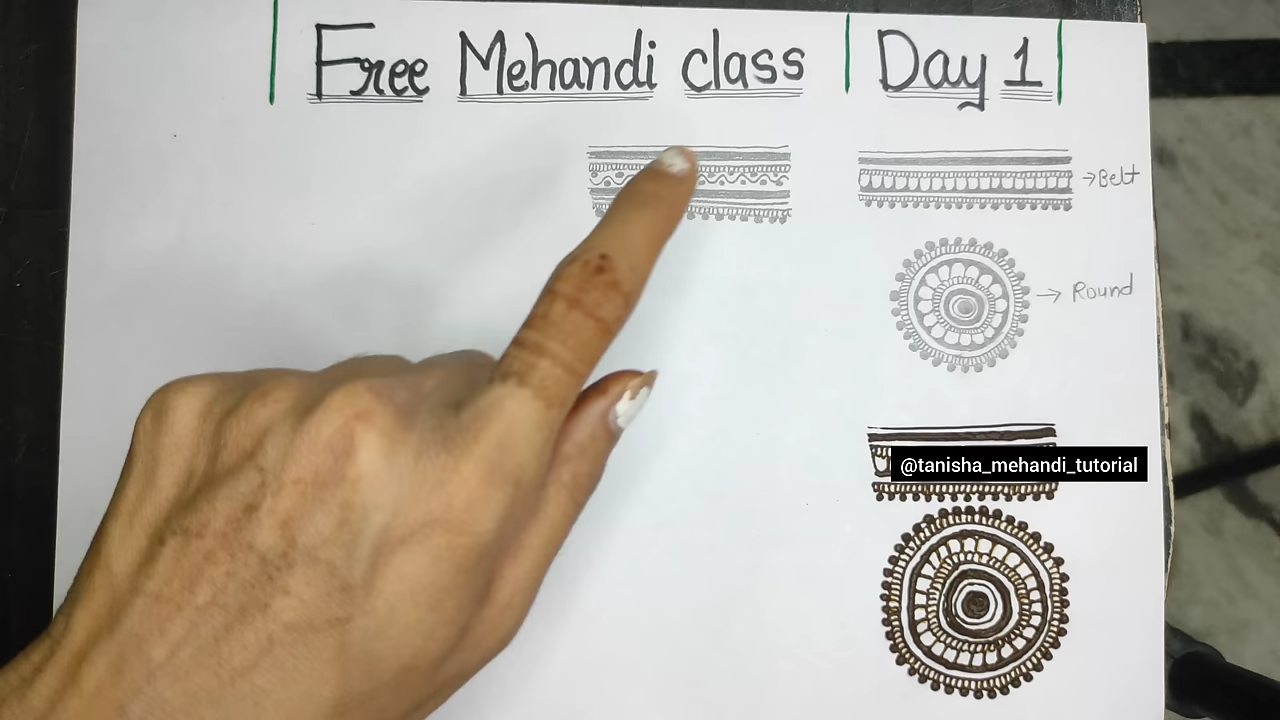 Free Mehandi class Day 1
→Belt
→ Round
@tanisha_mehandi_tutorial